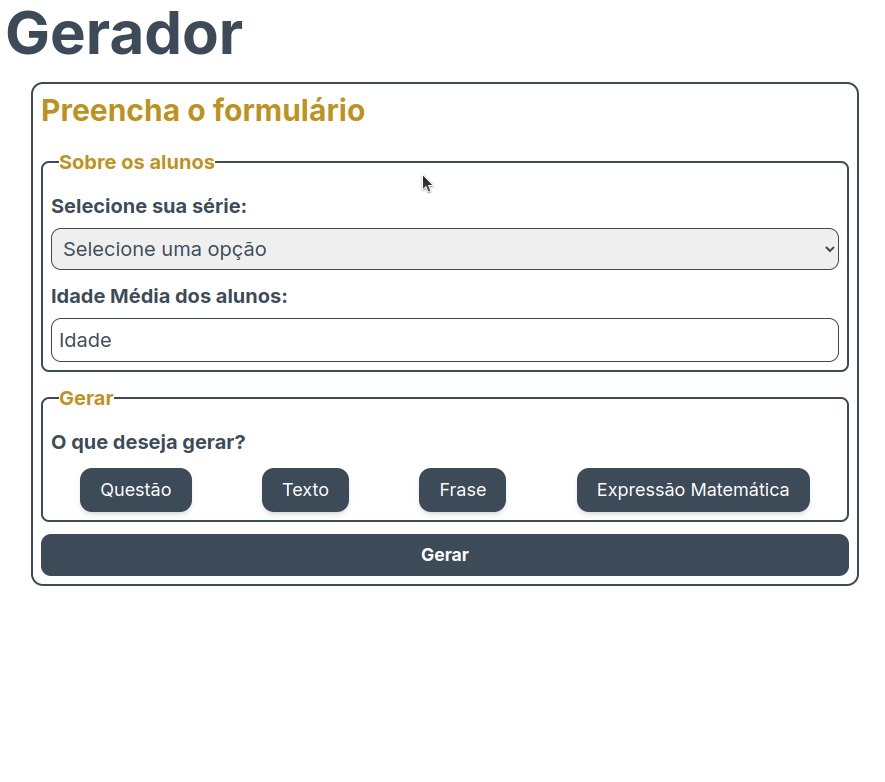 Gerador
Preencha o formulário
Sobre os alunos
Selecione sua série:
Selecione uma opção
Idade Média dos alunos:
Idade
Gerar
O que deseja gerar?
Questão Texto Frase Expressão Matemática
Gerar